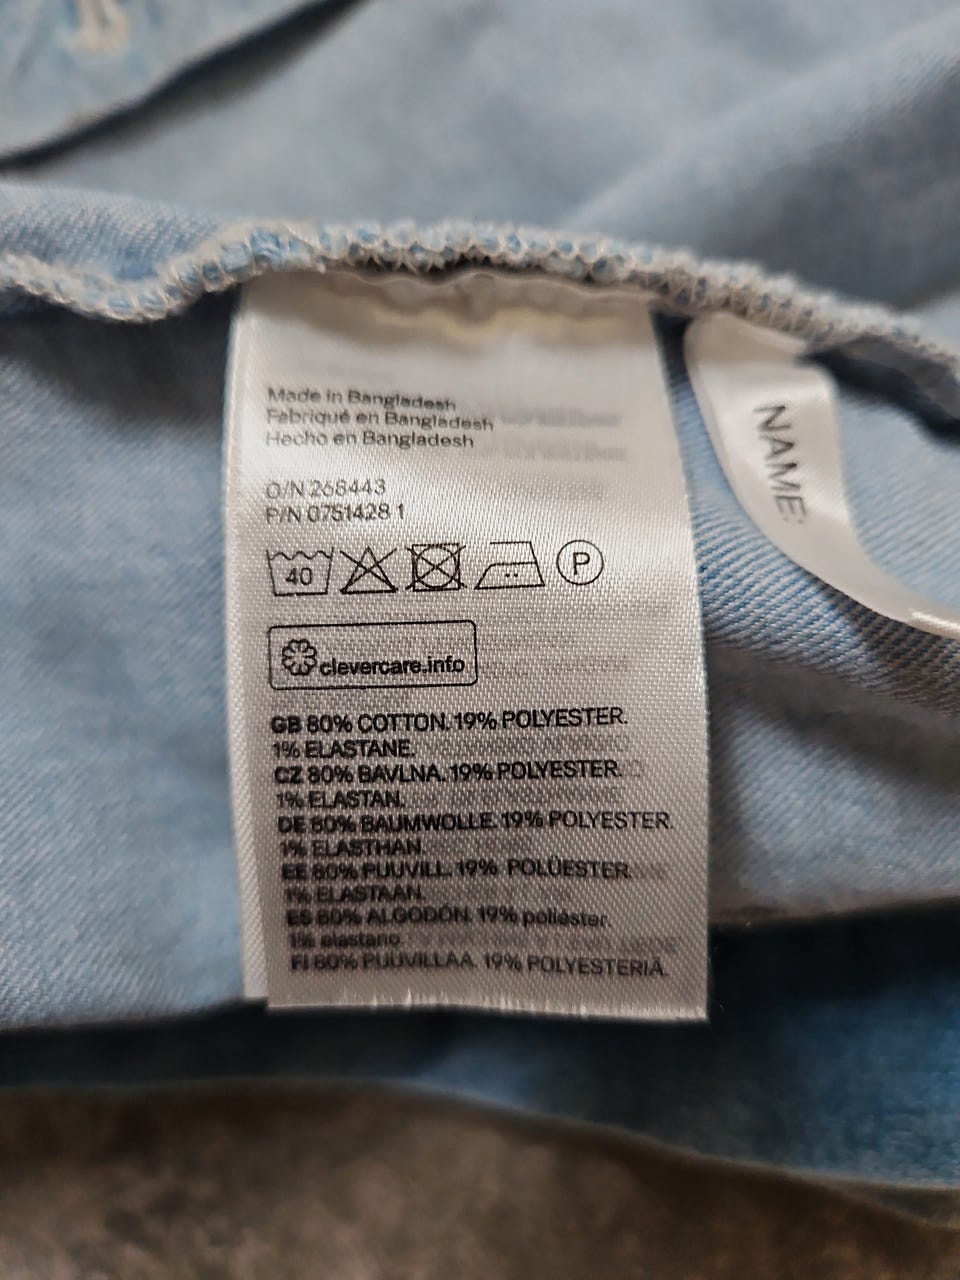 Made in Bangladesh
Fabriqué en Bangladesh
Hecho en Bangladesh
O/N 268443
P/N 0751428 1
40
P
clevercare.info
GB 80% COTTON. 19% POLYESTER.
1% ELASTANE.
CZ 80% BAVLNA. 19% POLYESTER.
1% ELASTAN.
DE 80% BAUMWOLLE. 19% POLYESTER.
1% ELASTHAN.
EE 80% PUUVILL. 19% POLÜESTER.
1% ELASTAAN.
ES 80% ALGODÓN. 19% poliéster.
1% elastano.
FI 80% PUUVILLAA. 19% POLYESTERIÄ.
NAME: